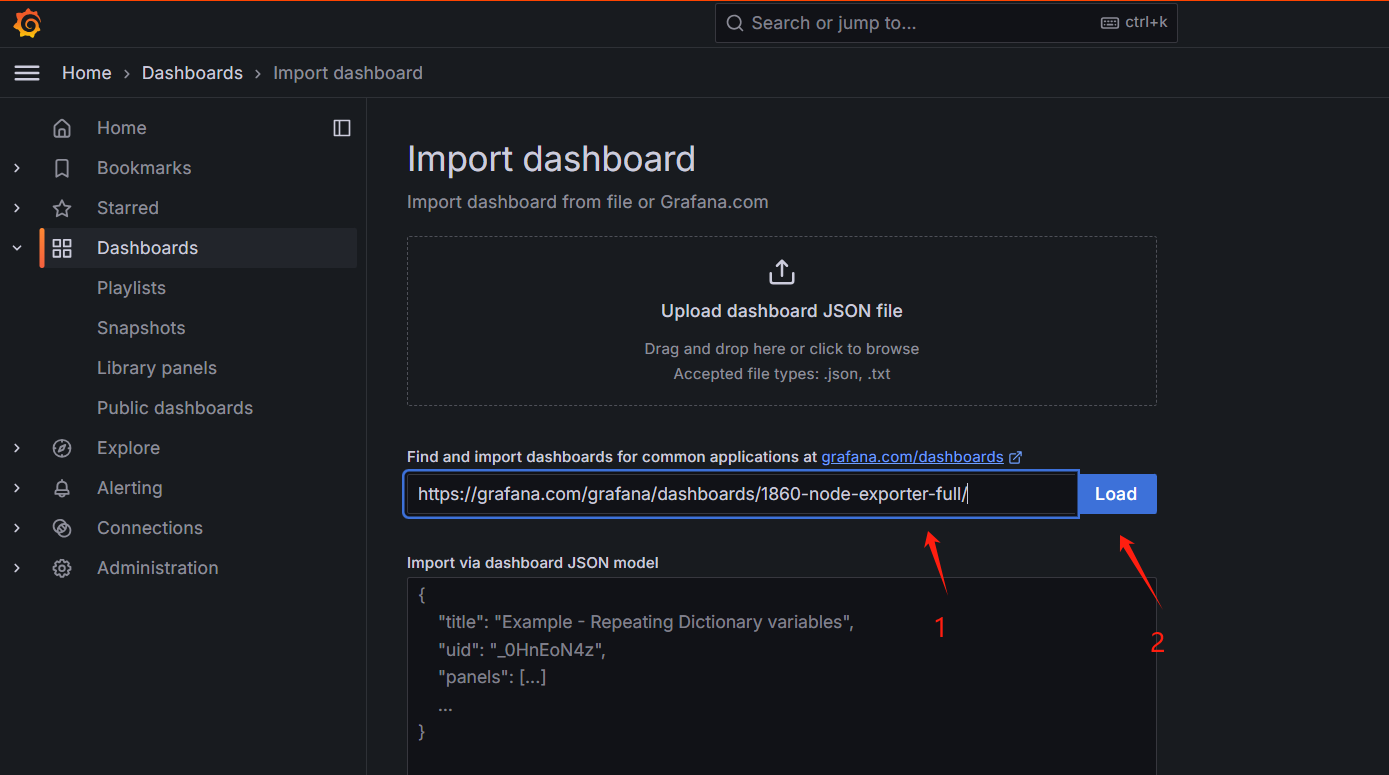 Search or jump to...
ctrl+k
Home › Dashboards › Import dashboard
Home
Bookmarks
Starred
Dashboards
Playlists
Snapshots
Library panels
Public dashboards
Explore
Alerting
Connections
Administration
Import dashboard
Import dashboard from file or Grafana.com
Upload dashboard JSON file
Drag and drop here or click to browse
Accepted file types: .json, .txt
Find and import dashboards for common applications at grafana.com/dashboards
https://grafana.com/grafana/dashboards/1860-node-exporter-full/
Load
1
2
Import via dashboard JSON model
{
"title": "Example - Repeating Dictionary variables",
"uid": "_0HnEoN4z",
"panels": [...]
...
}